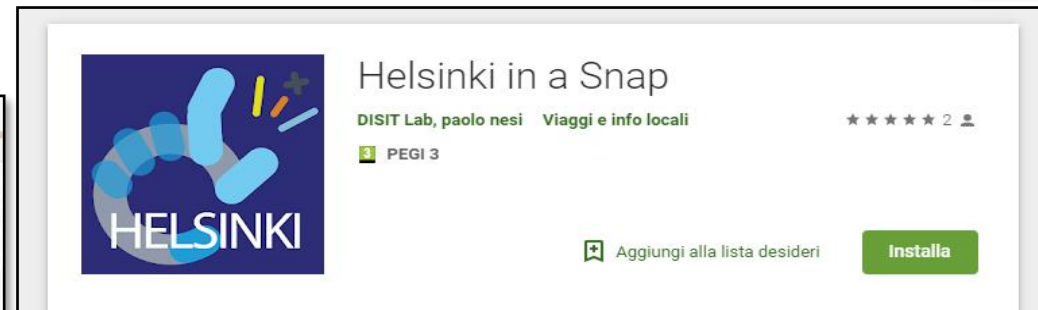 Helsinki in a Snap
DISIT Lab, paolo nesi Viaggi e info locali ★★★★★ 2
3 PEGI 3
HELSINKI
Aggiungi alla lista desideri Installa